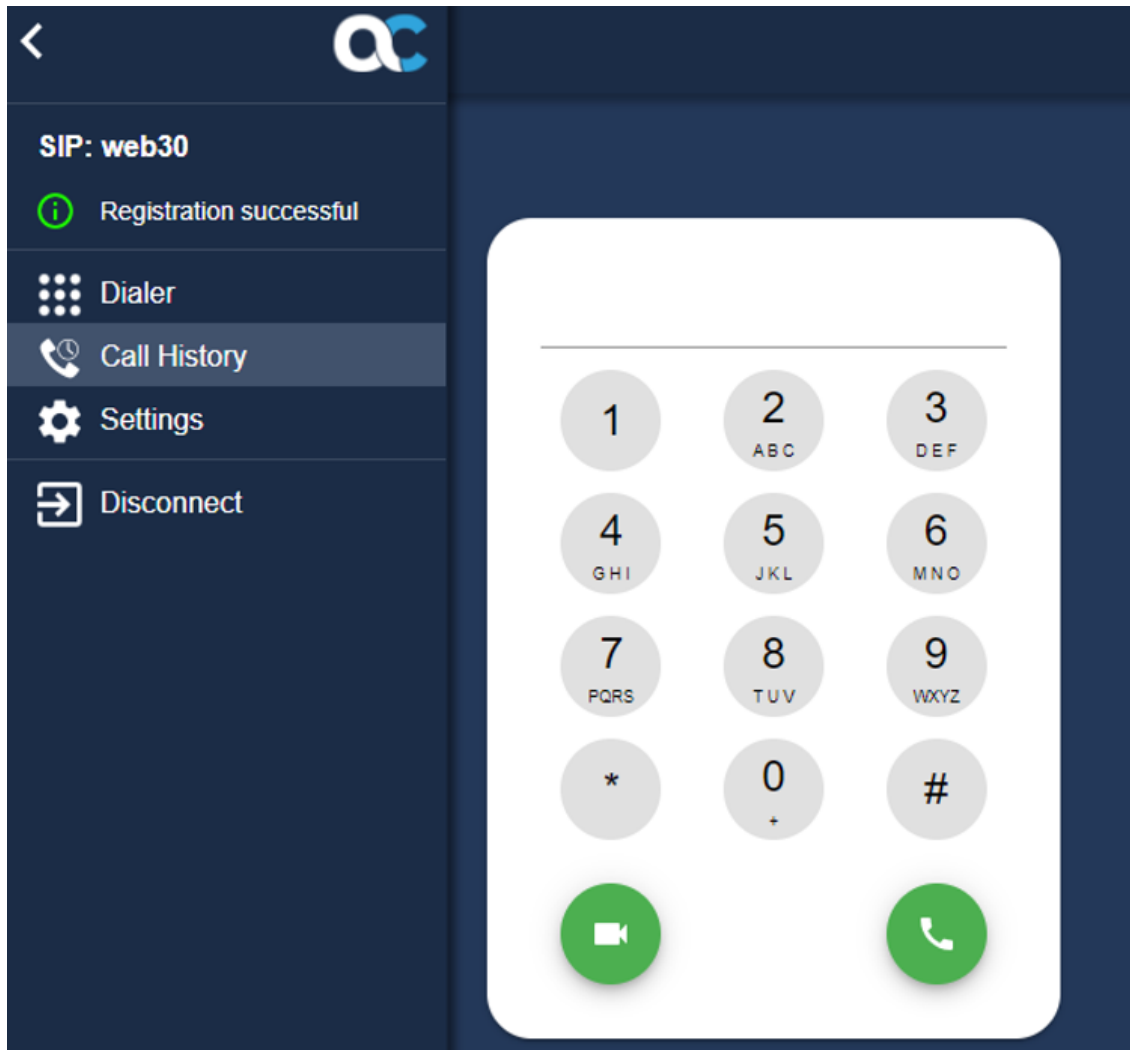 ac
SIP: web30
Registration successful
Dialer
Call History
Settings
Disconnect
1 2 3
ABC DEF
4 5 6
GHI JKL MNO
7 8 9
PQRS TUV WXYZ
* 0 #
+